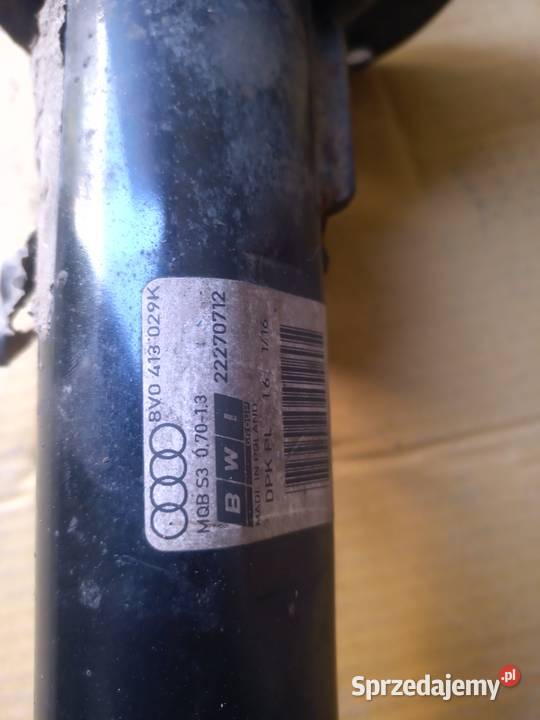 8V0 413 029K
MQB S3 0,70-1.3 22270712
BWI
MADE IN POLAND
DPK PL 16 1/16
Sprzedajemy.pl